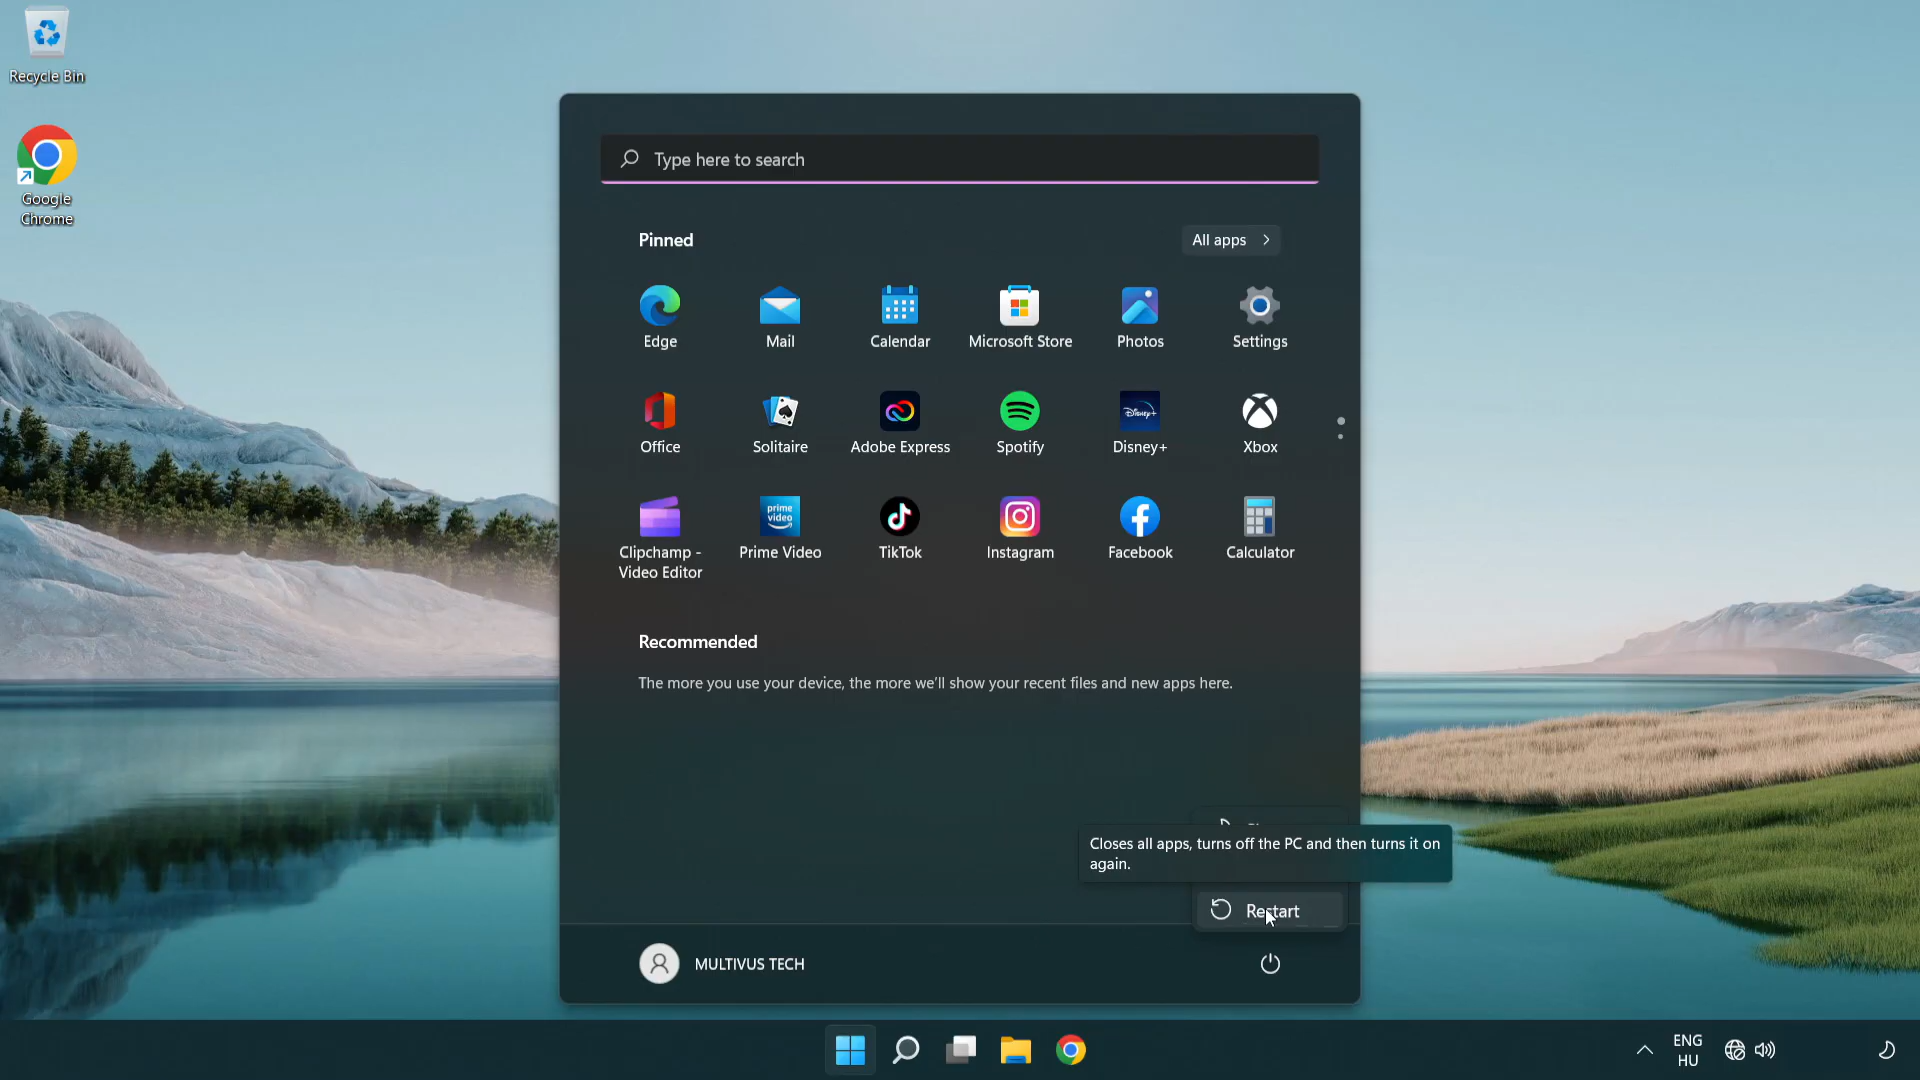 Recycle Bin
Google
Chrome
Type here to search
Pinned
All apps
Edge
Mail
Calendar
Microsoft Store
Photos
Settings
Office
Solitaire
Adobe Express
Spotify
Disney+
Disney+
Xbox
prime
video
Clipchamp -
Video Editor
Prime Video
TikTok
Instagram
Facebook
Calculator
Recommended
The more you use your device, the more we'll show your recent files and new apps here.
Closes all apps, turns off the PC and then turns it on
again.
Restart
MULTIVUS TECH
ENG
HU